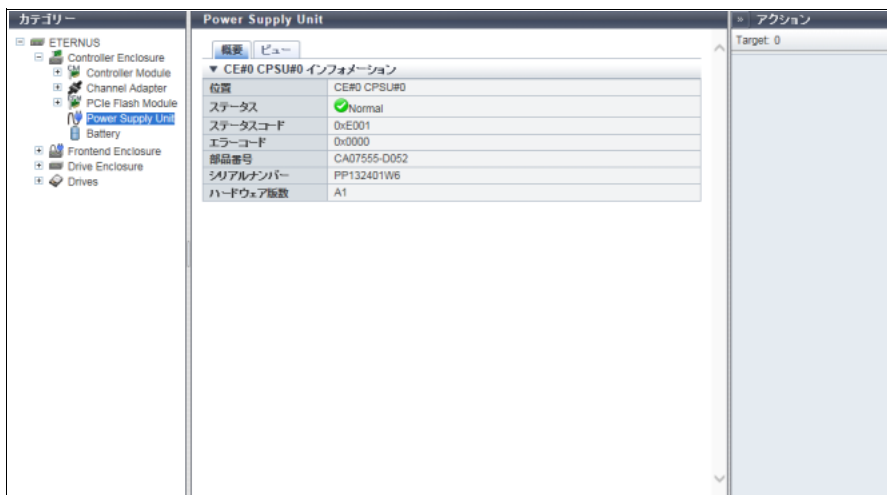 カテゴリー
ETERNUS
Controller Enclosure
Controller Module
Channel Adapter
PCIe Flash Module
Power Supply Unit
Battery
Frontend Enclosure
Drive Enclosure
Drives
Power Supply Unit
概要 ビュー
▼ CE#0 CPSU#0 インフォメーション
位置 CE#0 CPSU#0
ステータス Normal
ステータスコード 0xE001
エラーコード 0x0000
部品番号 CA07555-D052
シリアルナンバー PP132401W6
ハードウェア版数 A1
» アクション
Target: 0